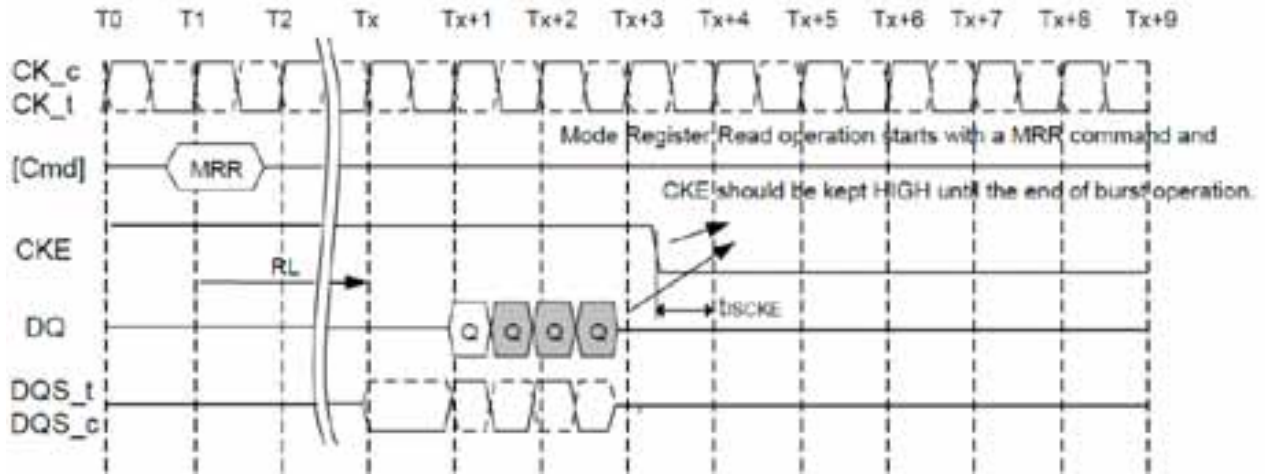 T0 T1 T2 Tx Tx+1 Tx+2 Tx+3 Tx+4 Tx+5 Tx+6 Tx+7 Tx+8 Tx+9
CK_c
CK_t
Mode Register Read operation starts with a MRR command and
[Cmd] MRR
CKE should be kept HIGH until the end of burst operation.
CKE
RL
tISCKE
DQ Q Q Q Q
DQS_t
DQS_c